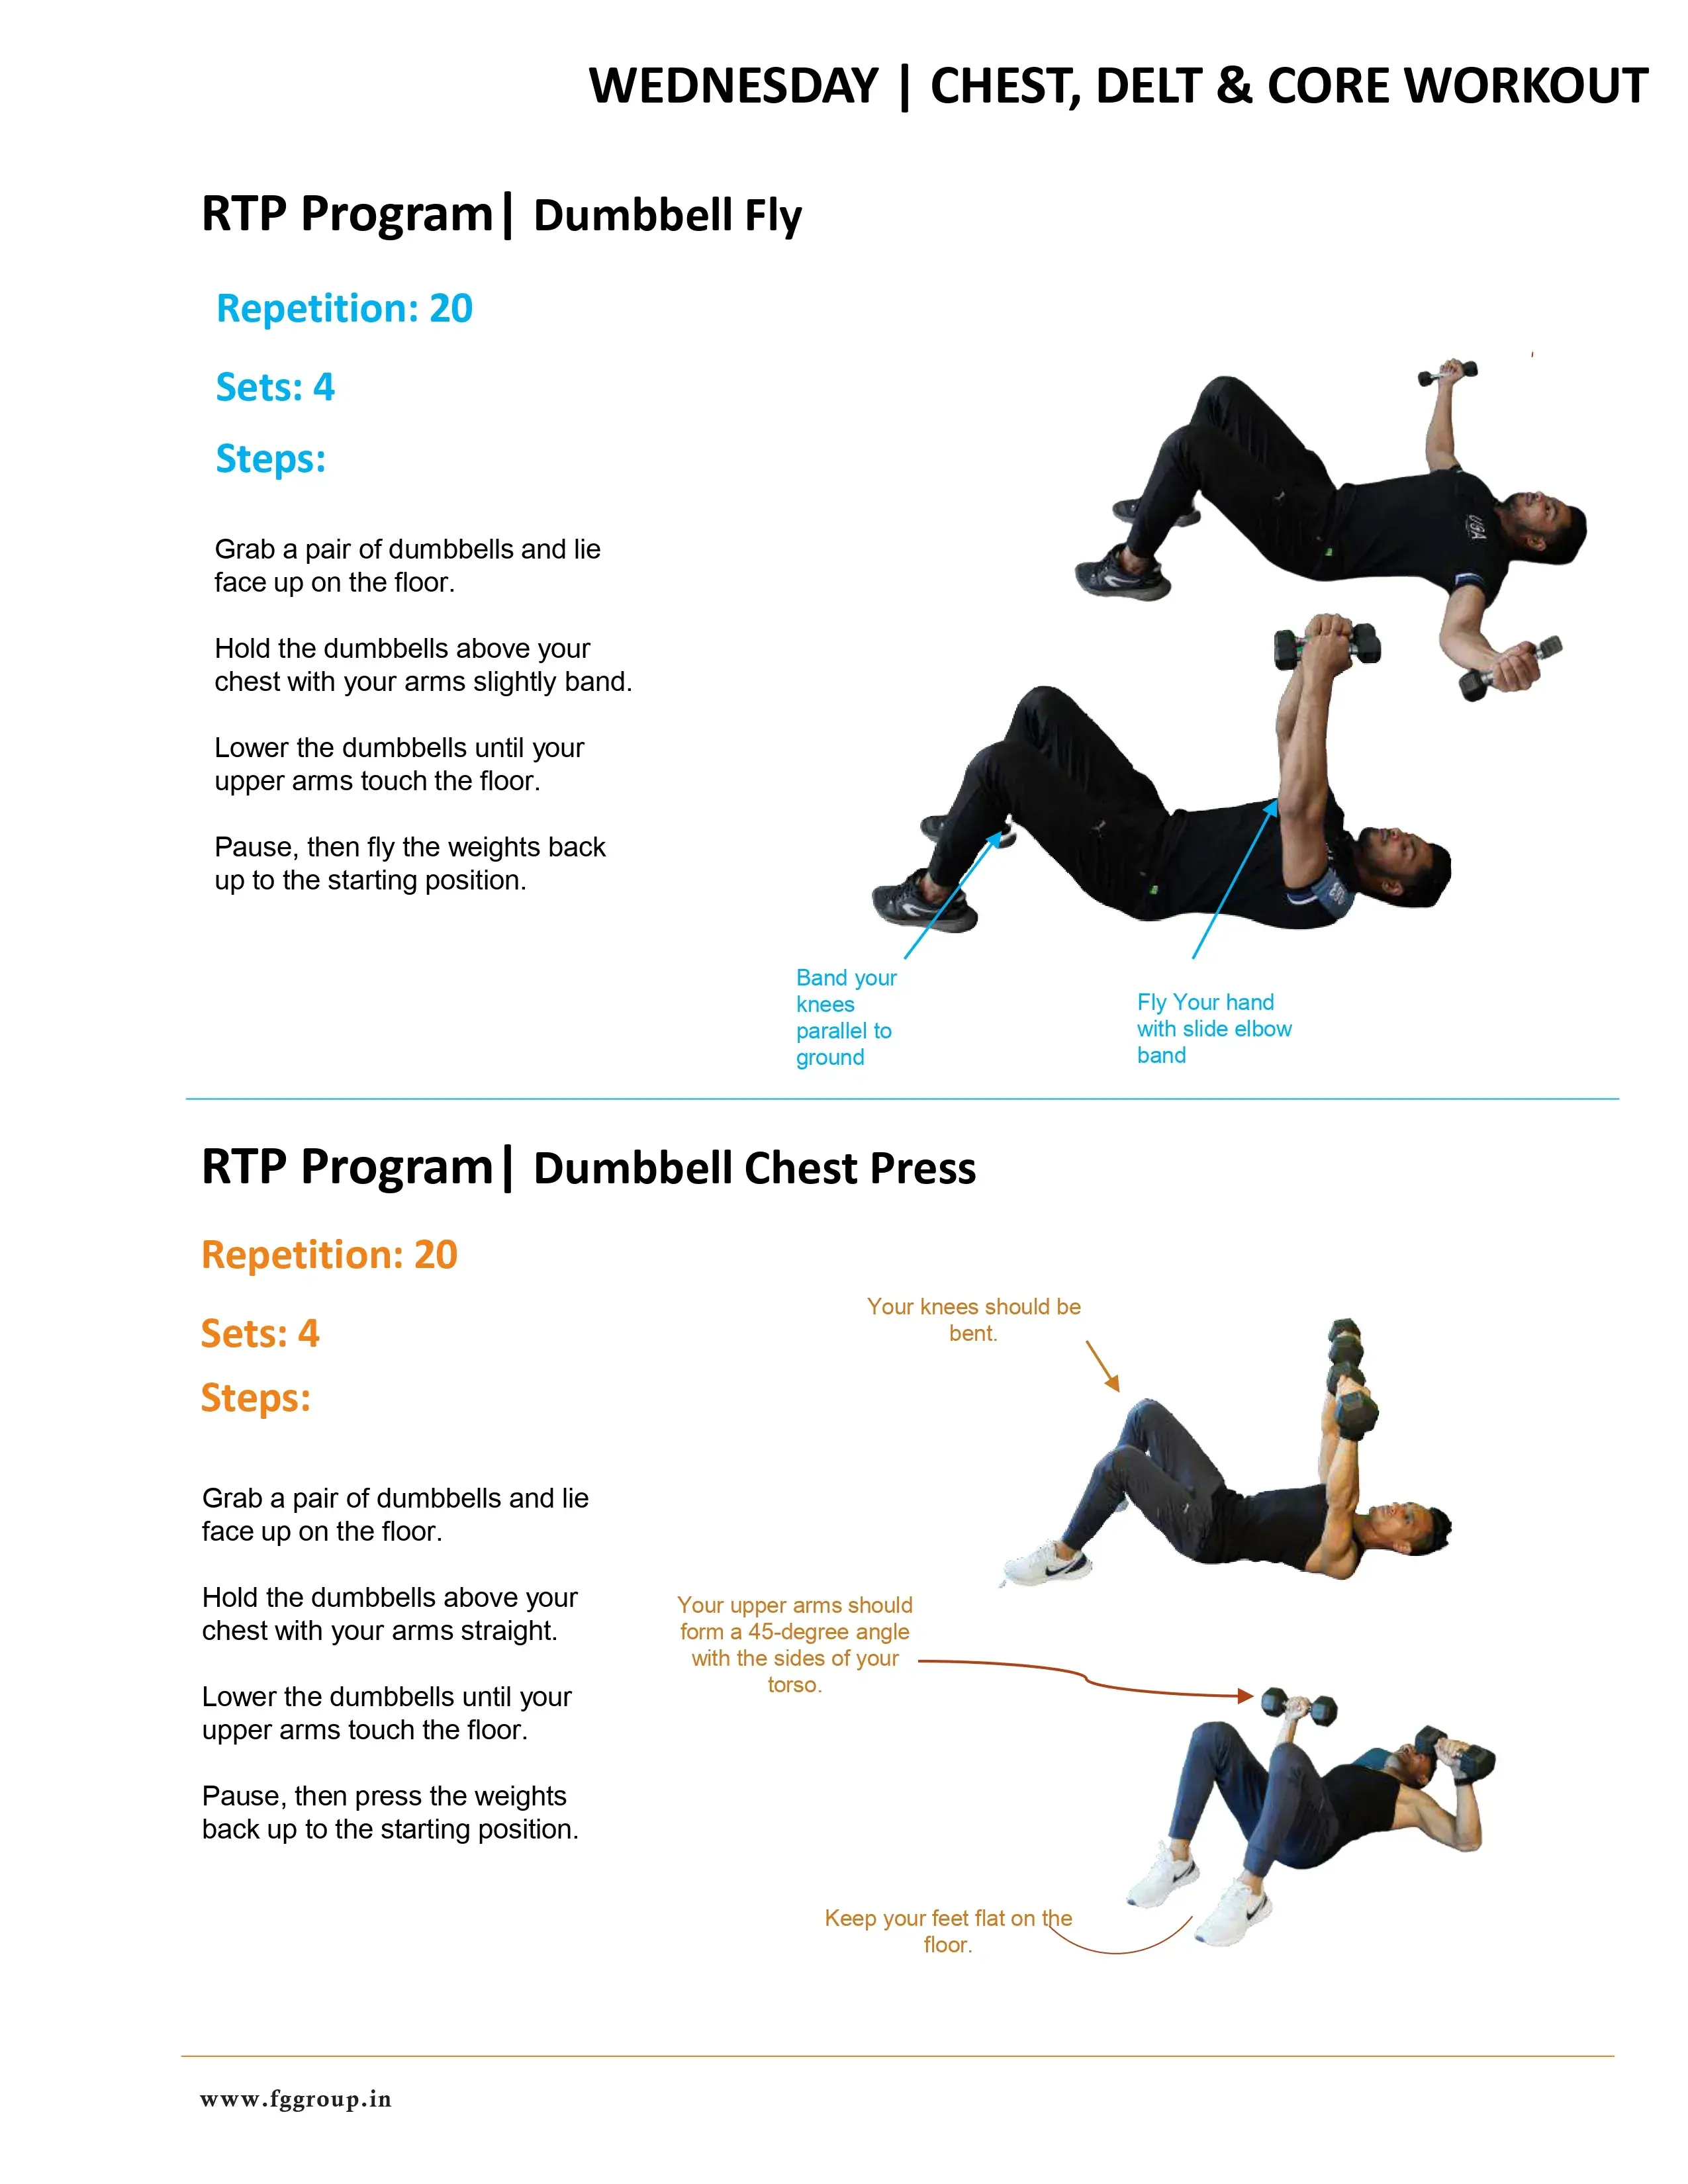 WEDNESDAY | CHEST, DELT & CORE WORKOUT
RTP Program| Dumbbell Fly
Repetition: 20
Sets: 4
Steps:
Grab a pair of dumbbells and lie
face up on the floor.
Hold the dumbbells above your
chest with your arms slightly band.
Lower the dumbbells until your
upper arms touch the floor.
Pause, then fly the weights back
up to the starting position.
Band your
knees
parallel to
ground
Fly Your hand
with slide elbow
band
RTP Program| Dumbbell Chest Press
Repetition: 20
Sets: 4
Steps:
Grab a pair of dumbbells and lie
face up on the floor.
Hold the dumbbells above your
chest with your arms straight.
Lower the dumbbells until your
upper arms touch the floor.
Pause, then press the weights
back up to the starting position.
Your knees should be
bent.
Your upper arms should
form a 45-degree angle
with the sides of your
torso.
Keep your feet flat on the
floor.
www.fggroup.in